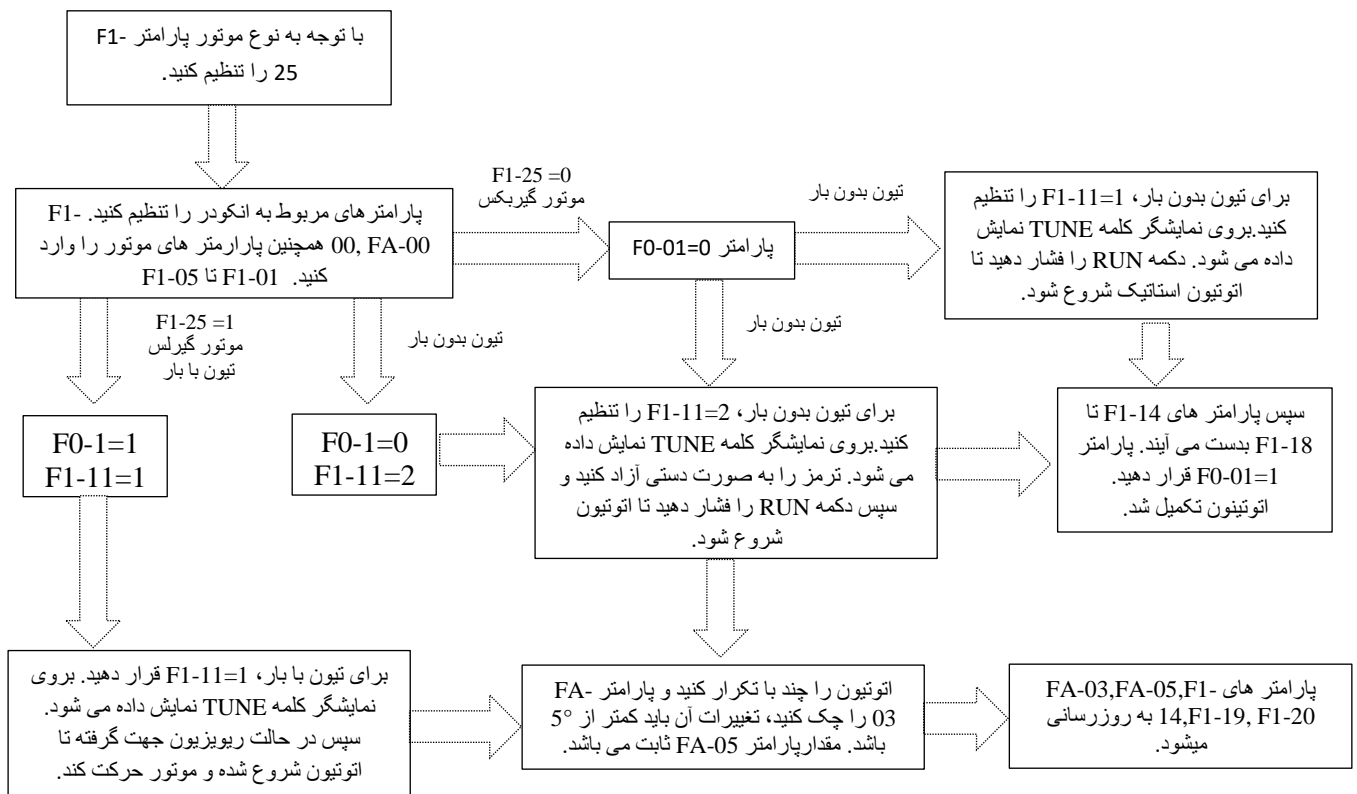 با توجه به نوع موتور پارامتر F1-
25 را تنظیم کنید.
پارامترهای مربوط به انکودر را تنظیم کنید. F1-
00, FA-00 همچنین پارارمتر های موتور را وارد
کنید. F1-01 تا F1-05
F1-25 =0
موتور گیربکس
پارامتر F0-01=0
تیون بدون بار
برای تیون بدون بار، F1-11=1 را تنظیم
کنید.بروی نمایشگر کلمه TUNE نمایش
داده می شود. دکمه RUN را فشار دهید تا
اتوتیون استاتیک شروع شود.
F1-25 =1
موتور گیرلس
تیون با بار
تیون بدون بار
تیون بدون بار
F0-1=1
F1-11=1
F0-1=0
F1-11=2
برای تیون بدون بار، F1-11=2 را تنظیم
کنید.بروی نمایشگر کلمه TUNE نمایش داده
می شود. ترمز را به صورت دستی آزاد کنید و
سپس دکمه RUN را فشار دهید تا اتوتیون
شروع شود.
سپس پارامتر های F1-14 تا
F1-18 بدست می آیند. پارامتر
F0-01=1 قرار دهید.
اتوتینون تکمیل شد.
برای تیون با بار، F1-11=1 قرار دهید. بروی
نمایشگر کلمه TUNE نمایش داده می شود.
سپس در حالت ریویزیون جهت گرفته تا
اتوتیون شروع شده و موتور حرکت کند.
اتوتیون را چند با تکرار کنید و پارامتر FA-
03 را چک کنید، تغییرات آن باید کمتر از 5°
باشد. مقدارپارامتر FA-05 ثابت می باشد.
پارامتر های FA-03,FA-05,F1-
14,F1-19, F1-20 به روزرسانی
میشود.